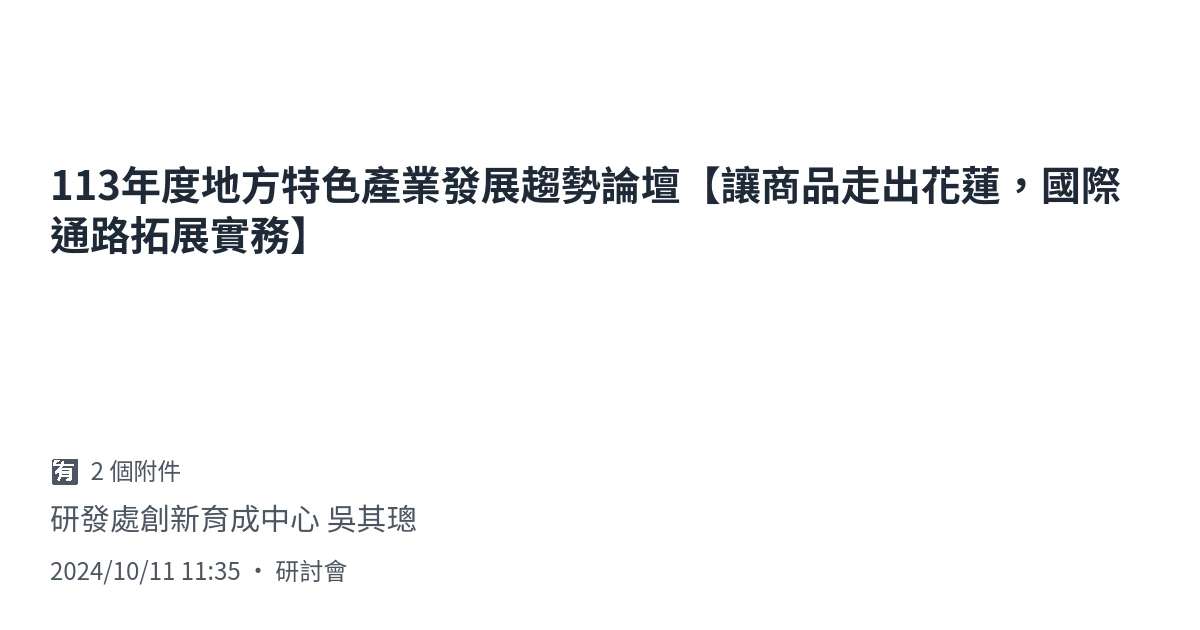 113年度地方特色產業發展趨勢論壇【讓商品走出花蓮，國際
通路拓展實務】
🈶 2 個附件
研發處創新育成中心 吳其璁
2024/10/11 11:35 • 研討會